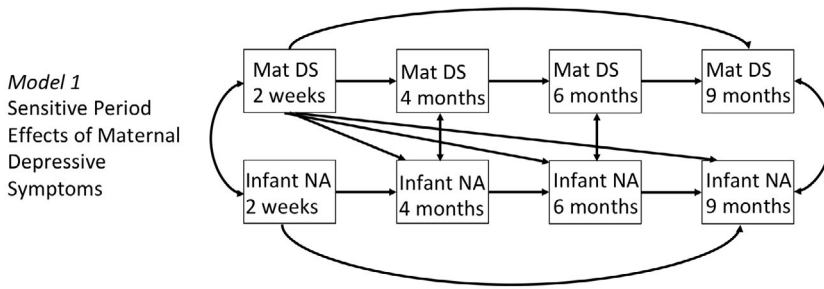 Model 1
Sensitive Period
Effects of Maternal
Depressive
Symptoms
Mat DS
2 weeks
Mat DS
4 months
Mat DS
6 months
Mat DS
9 months
Infant NA
2 weeks
Infant NA
4 months
Infant NA
6 months
Infant NA
9 months